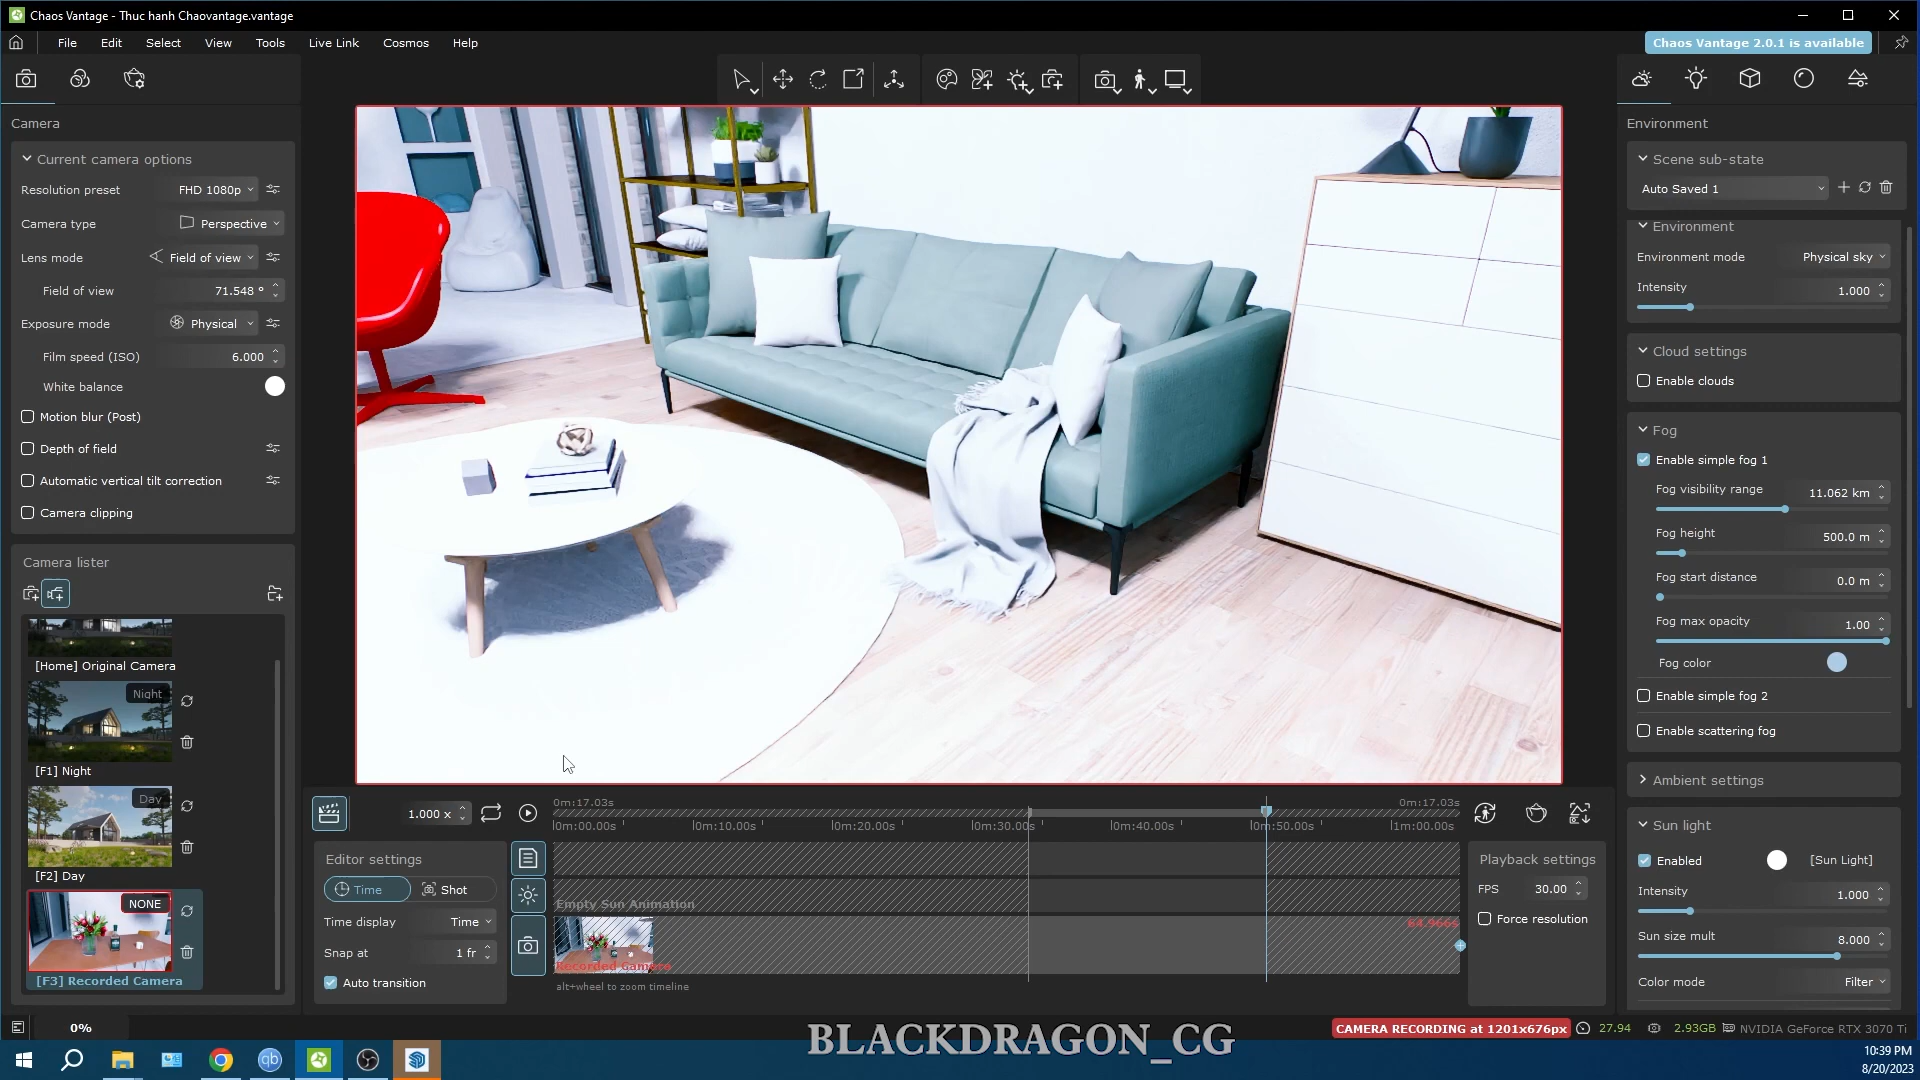 Chaos Vantage - Thuc hanh Chaovantage.vantage
File Edit Select View Tools Live Link Cosmos Help
Chaos Vantage 2.0.1 is available
Camera
Current camera options
Resolution preset FHD 1080p
Camera type Perspective
Lens mode Field of view
Field of view 71.548 °
Exposure mode Physical
Film speed (ISO) 6.000
White balance
Motion blur (Post)
Depth of field
Automatic vertical tilt correction
Camera clipping
Camera lister
[Home] Original Camera
Night
[F1] Night
Day
[F2] Day
NONE
[F3] Recorded Camera
0%
1.000 x
0m:17.03s 0m:17.03s
0m:00.00s 0m:10.00s 0m:20.00s 0m:30.00s 0m:40.00s 0m:50.00s 1m:00.00s
Editor settings
Time Shot
Time display Time
Snap at 1 fr
Auto transition
Empty Sun Animation
64.966s
Recorded Camera
alt+wheel to zoom timeline
Playback settings
FPS 30.00
Force resolution
Environment
Scene sub-state
Auto Saved 1
Environment
Environment mode Physical sky
Intensity 1.000
Cloud settings
Enable clouds
Fog
Enable simple fog 1
Fog visibility range 11.062 km
Fog height 500.0 m
Fog start distance 0.0 m
Fog max opacity 1.00
Fog color
Enable simple fog 2
Enable scattering fog
Ambient settings
Sun light
Enabled [Sun Light]
Intensity 1.000
Sun size mult 8.000
Color mode Filter
BLACKDRAGON_CG
CAMERA RECORDING at 1201x676px 27.94 2.93GB NVIDIA GeForce RTX 3070 Ti
qb
10:39 PM
8/20/2023